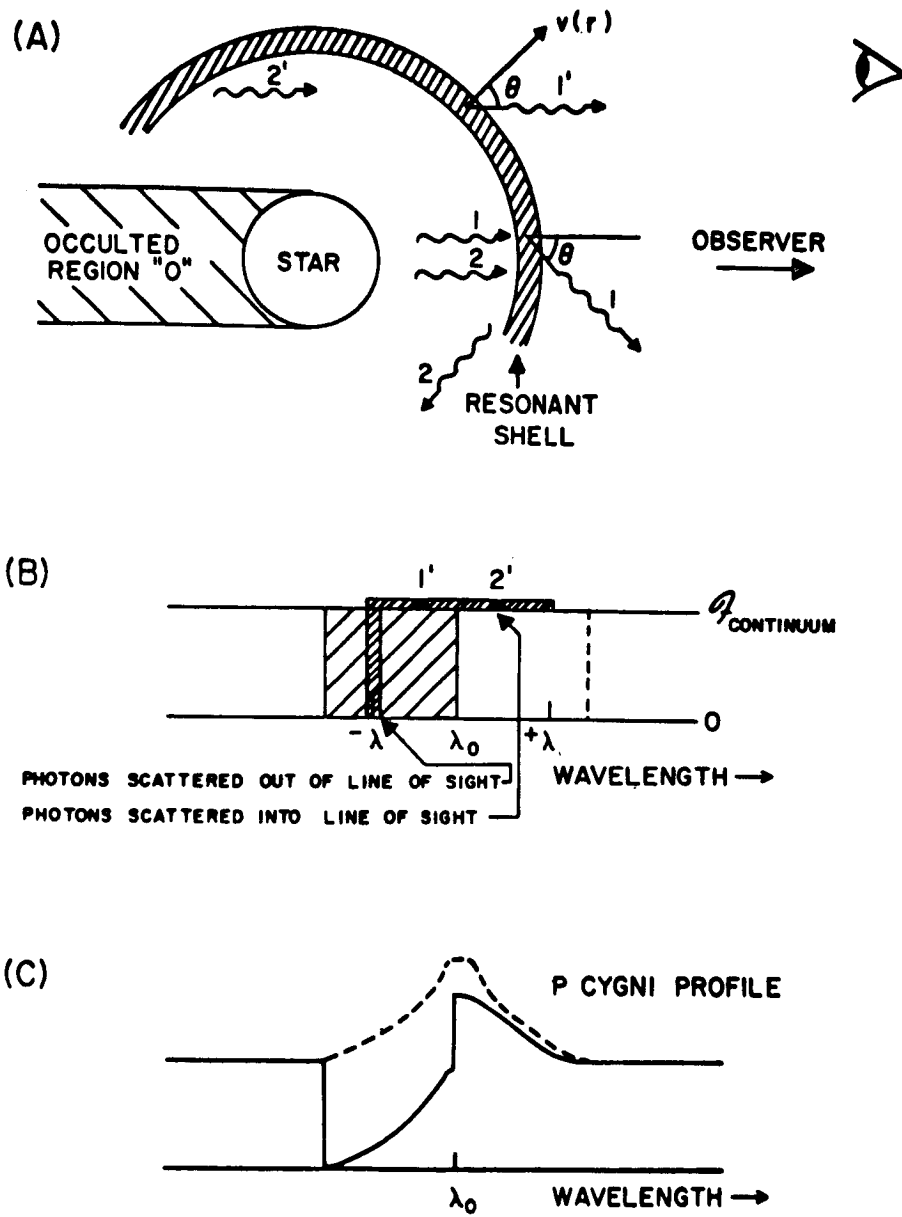 (A)
v(r)
2'
θ
1'
1
OCCULTED
REGION "O"
STAR
2
θ
OBSERVER
1
2
RESONANT
SHELL
(B)
1' 2'
ℱCONTINUUM
0
-λ λ₀ +λ
PHOTONS SCATTERED OUT OF LINE OF SIGHT
WAVELENGTH →
PHOTONS SCATTERED INTO LINE OF SIGHT
(C)
P CYGNI PROFILE
λ₀ WAVELENGTH →